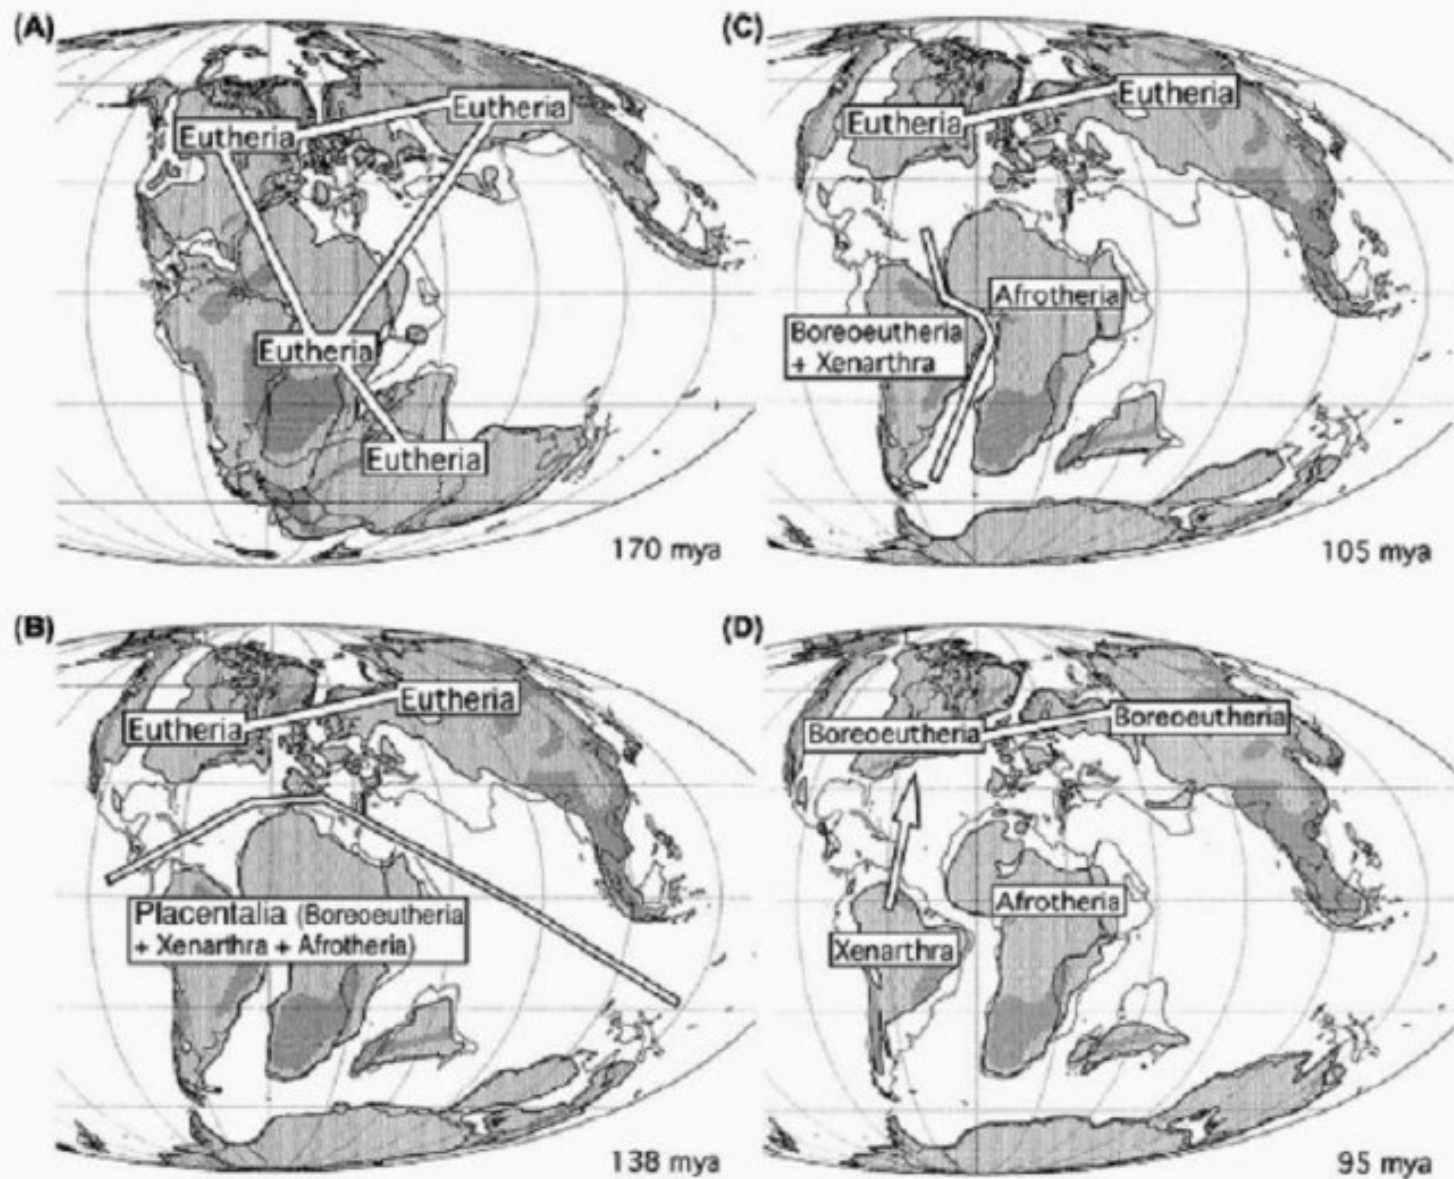 (A)
Eutheria
Eutheria
Eutheria
Eutheria
170 mya
(B)
Eutheria
Eutheria
Placentalia (Boreoeutheria
+ Xenarthra + Afrotheria)
138 mya
(C)
Eutheria
Eutheria
Afrotheria
Boreoeutheria
+ Xenarthra
105 mya
(D)
Boreoeutheria
Boreoeutheria
Afrotheria
Xenarthra
95 mya